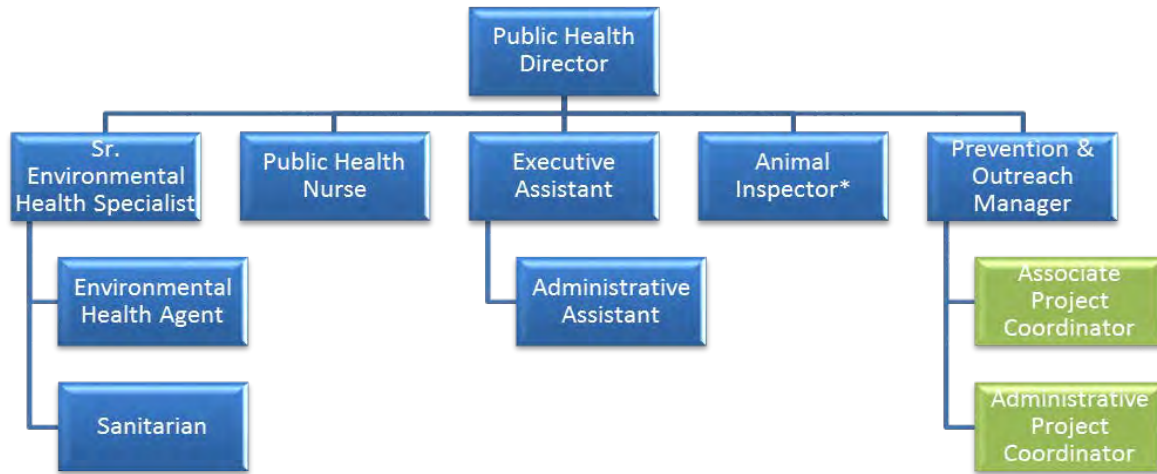 Public Health
Director
Sr.
Environmental
Health Specialist
Public Health
Nurse
Executive
Assistant
Animal
Inspector*
Prevention &
Outreach
Manager
Environmental
Health Agent
Administrative
Assistant
Associate
Project
Coordinator
Sanitarian
Administrative
Project
Coordinator